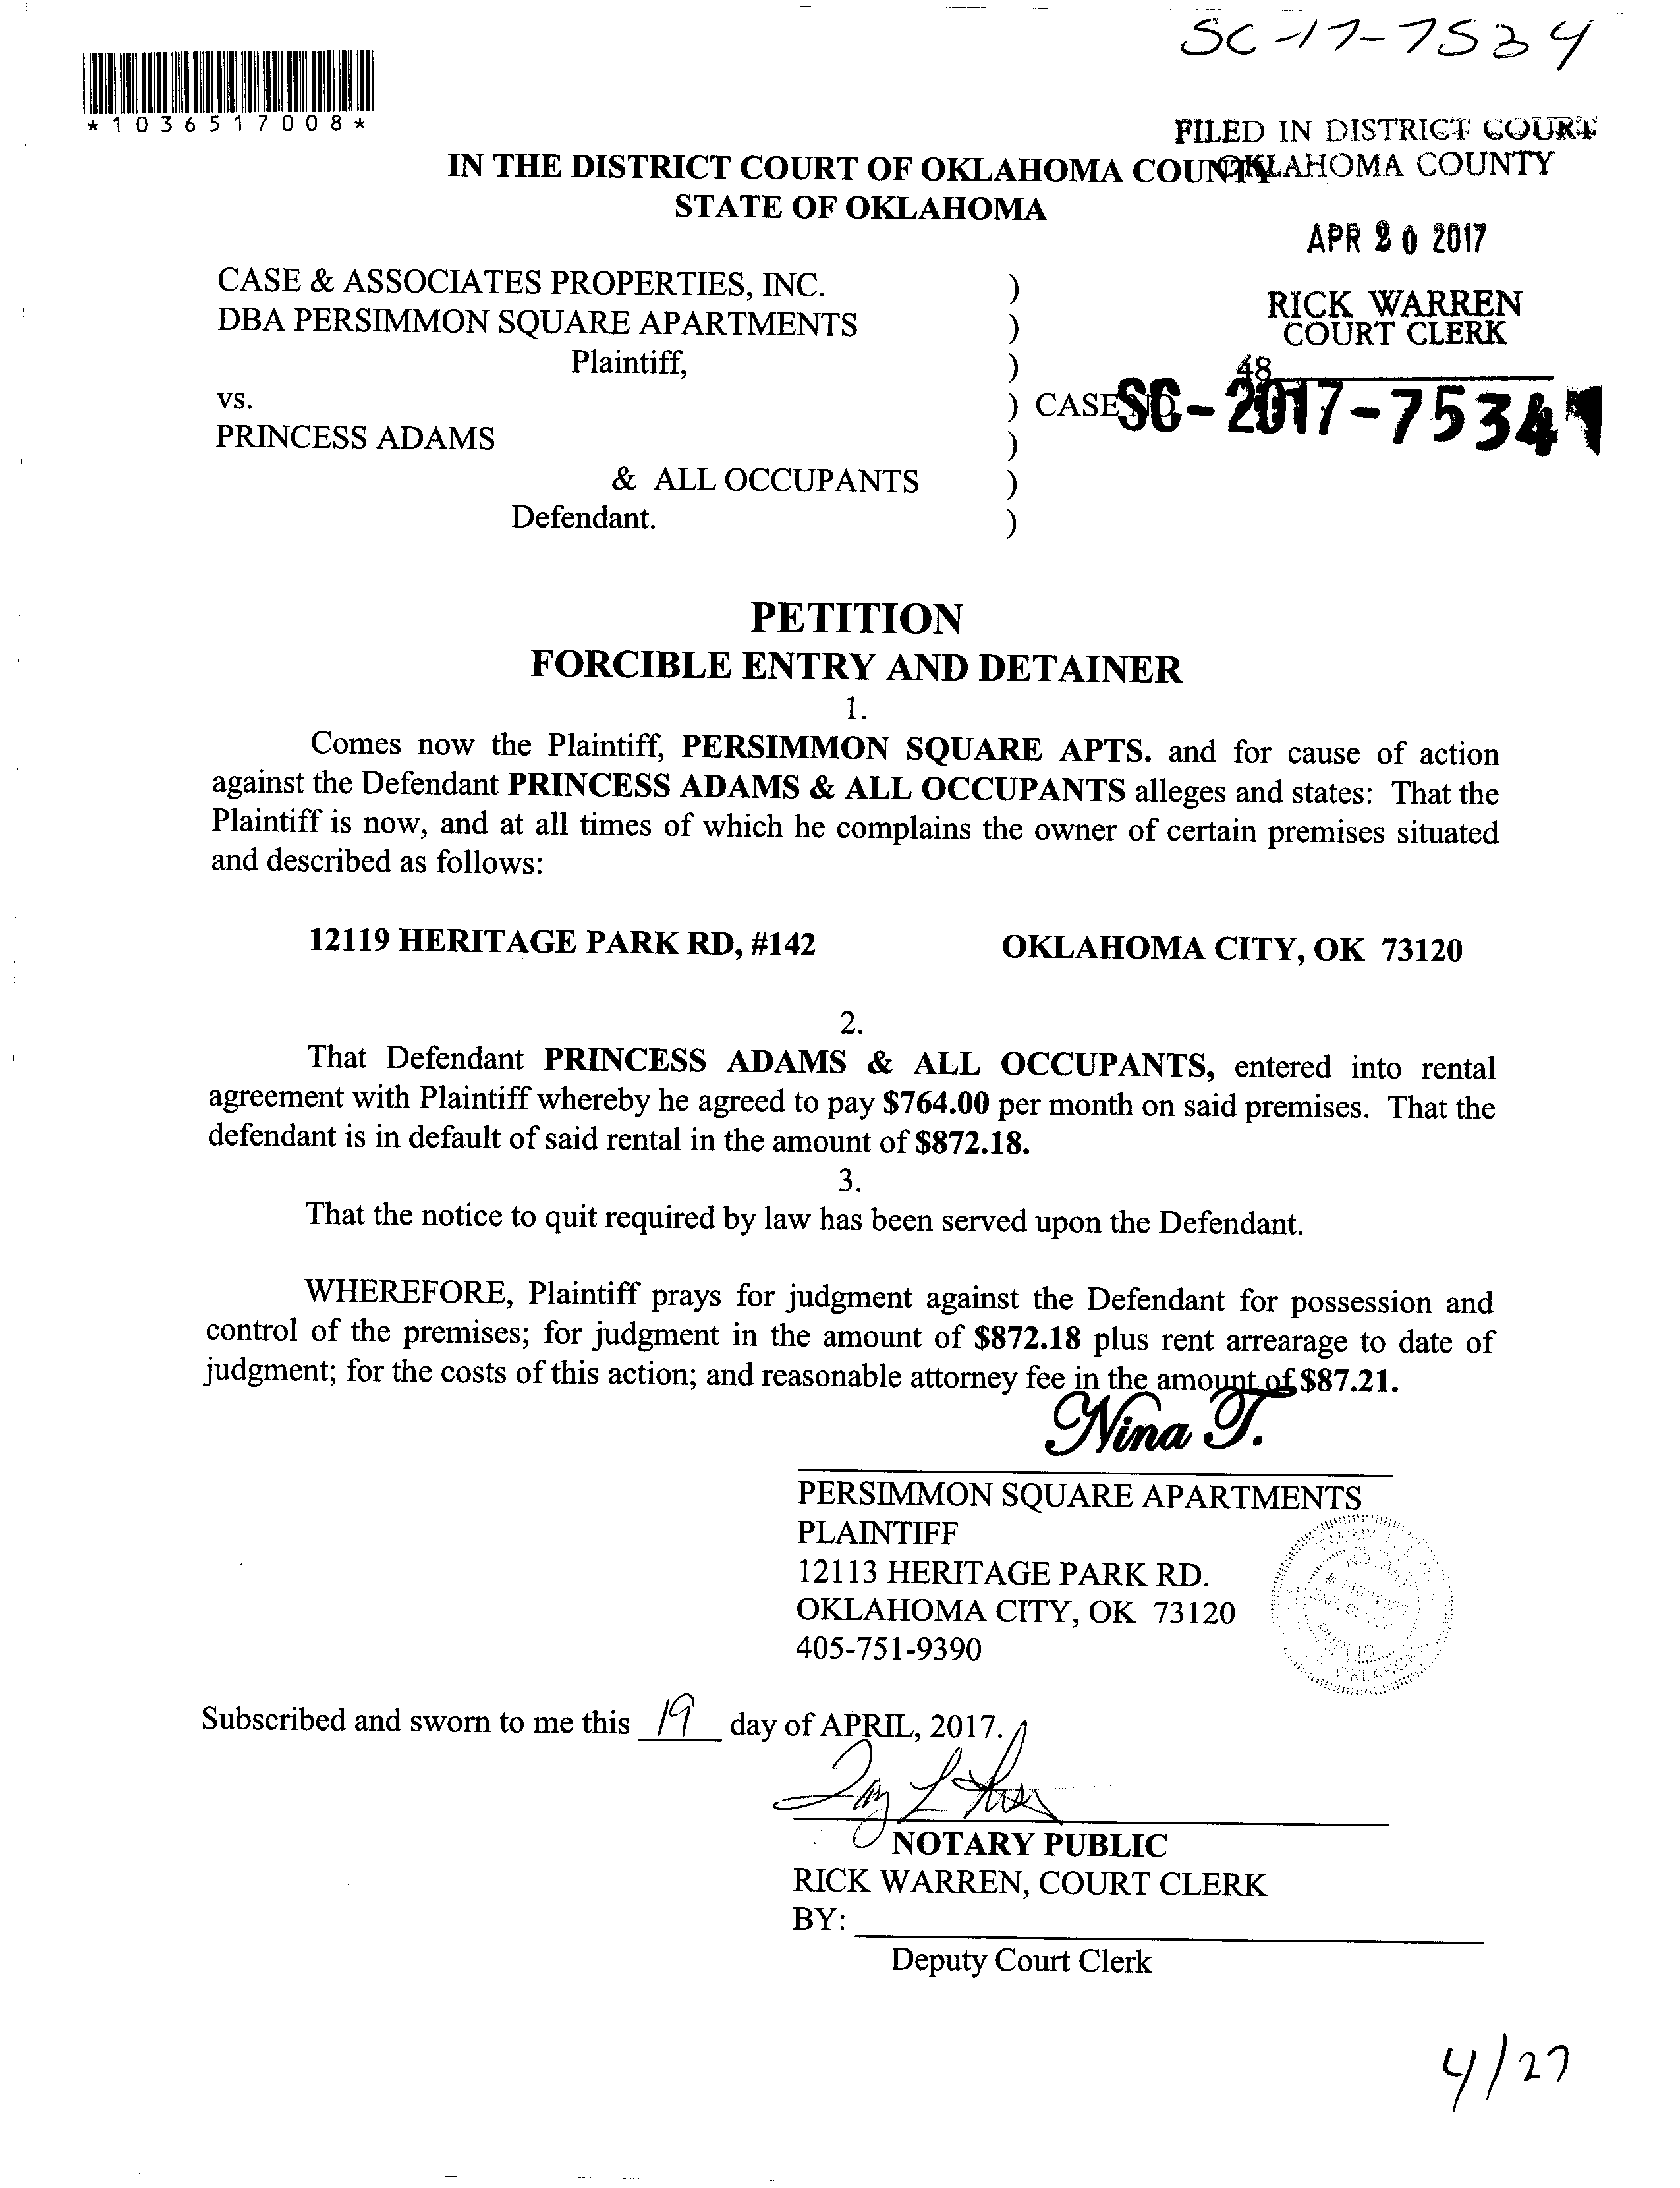 SC-17-7534
*1036517008*
FILED IN DISTRICT COURT
OKLAHOMA COUNTY
IN THE DISTRICT COURT OF OKLAHOMA COUNTY
STATE OF OKLAHOMA
APR 20 2017
RICK WARREN
COURT CLERK
48
CASE & ASSOCIATES PROPERTIES, INC. )
DBA PERSIMMON SQUARE APARTMENTS )
Plaintiff, )
vs. ) CASE NO. SC-2017-7534
PRINCESS ADAMS )
& ALL OCCUPANTS )
Defendant. )
PETITION
FORCIBLE ENTRY AND DETAINER
1.
Comes now the Plaintiff, PERSIMMON SQUARE APTS. and for cause of action
against the Defendant PRINCESS ADAMS & ALL OCCUPANTS alleges and states: That the
Plaintiff is now, and at all times of which he complains the owner of certain premises situated
and described as follows:
12119 HERITAGE PARK RD, #142 OKLAHOMA CITY, OK 73120
2.
That Defendant PRINCESS ADAMS & ALL OCCUPANTS, entered into rental
agreement with Plaintiff whereby he agreed to pay $764.00 per month on said premises. That the
defendant is in default of said rental in the amount of $872.18.
3.
That the notice to quit required by law has been served upon the Defendant.
WHEREFORE, Plaintiff prays for judgment against the Defendant for possession and
control of the premises; for judgment in the amount of $872.18 plus rent arrearage to date of
judgment; for the costs of this action; and reasonable attorney fee in the amount of $87.21.
Nina T.
PERSIMMON SQUARE APARTMENTS
PLAINTIFF
12113 HERITAGE PARK RD.
OKLAHOMA CITY, OK 73120
405-751-9390
NOTARY
PUBLIC
OKLAHOMA
Subscribed and sworn to me this 19 day of APRIL, 2017.
NOTARY PUBLIC
RICK WARREN, COURT CLERK
BY:
Deputy Court Clerk
4/27